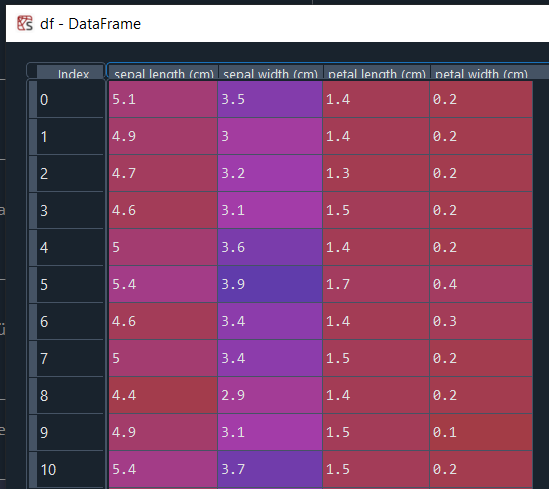 df - DataFrame
Index sepal length (cm) sepal width (cm) petal length (cm) petal width (cm)
0 5.1 3.5 1.4 0.2
1 4.9 3 1.4 0.2
2 4.7 3.2 1.3 0.2
3 4.6 3.1 1.5 0.2
4 5 3.6 1.4 0.2
5 5.4 3.9 1.7 0.4
6 4.6 3.4 1.4 0.3
7 5 3.4 1.5 0.2
8 4.4 2.9 1.4 0.2
9 4.9 3.1 1.5 0.1
10 5.4 3.7 1.5 0.2